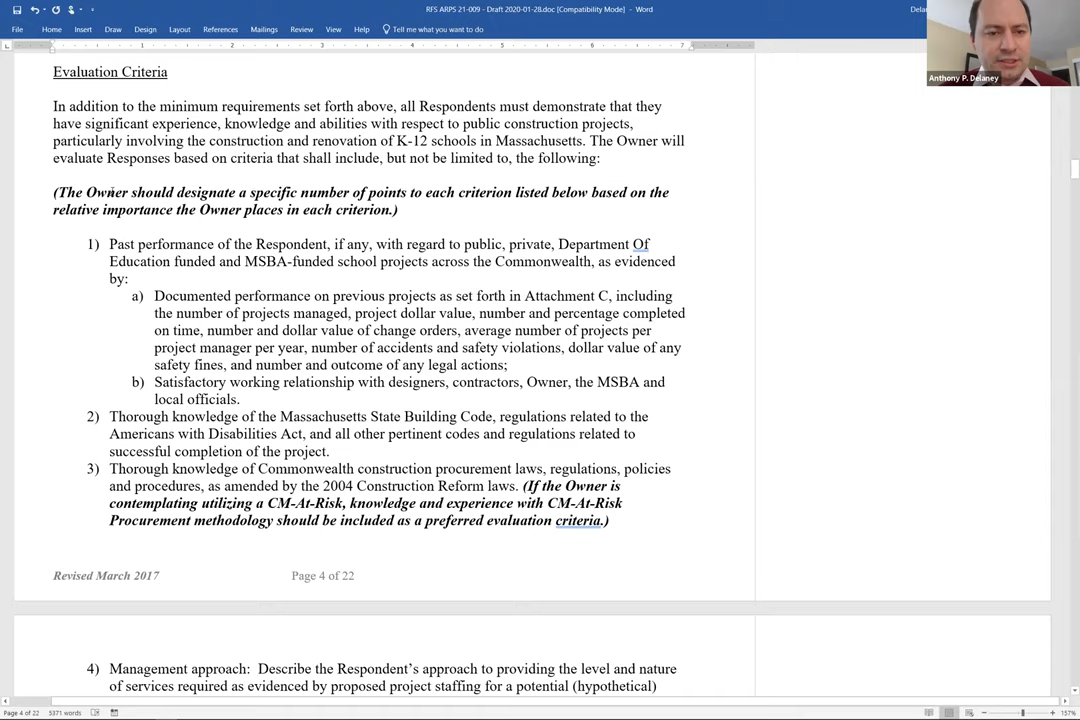 RFS ARPS 21-009 - Draft 2020-01-28.doc [Compatibility Mode] - Word
Delan
File Home Insert Draw Design Layout References Mailings Review View Help Tell me what you want to do
1 2 3 4 5 6 7
Anthony P. Delaney
Evaluation Criteria
In addition to the minimum requirements set forth above, all Respondents must demonstrate that they
have significant experience, knowledge and abilities with respect to public construction projects,
particularly involving the construction and renovation of K-12 schools in Massachusetts. The Owner will
evaluate Responses based on criteria that shall include, but not be limited to, the following:
(The Owner should designate a specific number of points to each criterion listed below based on the
relative importance the Owner places in each criterion.)
1) Past performance of the Respondent, if any, with regard to public, private, Department Of
Education funded and MSBA-funded school projects across the Commonwealth, as evidenced
by:
a) Documented performance on previous projects as set forth in Attachment C, including
the number of projects managed, project dollar value, number and percentage completed
on time, number and dollar value of change orders, average number of projects per
project manager per year, number of accidents and safety violations, dollar value of any
safety fines, and number and outcome of any legal actions;
b) Satisfactory working relationship with designers, contractors, Owner, the MSBA and
local officials.
2) Thorough knowledge of the Massachusetts State Building Code, regulations related to the
Americans with Disabilities Act, and all other pertinent codes and regulations related to
successful completion of the project.
3) Thorough knowledge of Commonwealth construction procurement laws, regulations, policies
and procedures, as amended by the 2004 Construction Reform laws. (If the Owner is
contemplating utilizing a CM-At-Risk, knowledge and experience with CM-At-Risk
Procurement methodology should be included as a preferred evaluation criteria.)
Revised March 2017 Page 4 of 22
4) Management approach: Describe the Respondent's approach to providing the level and nature
of services required as evidenced by proposed project staffing for a potential (hypothetical)
Page 4 of 22 5371 words 157%